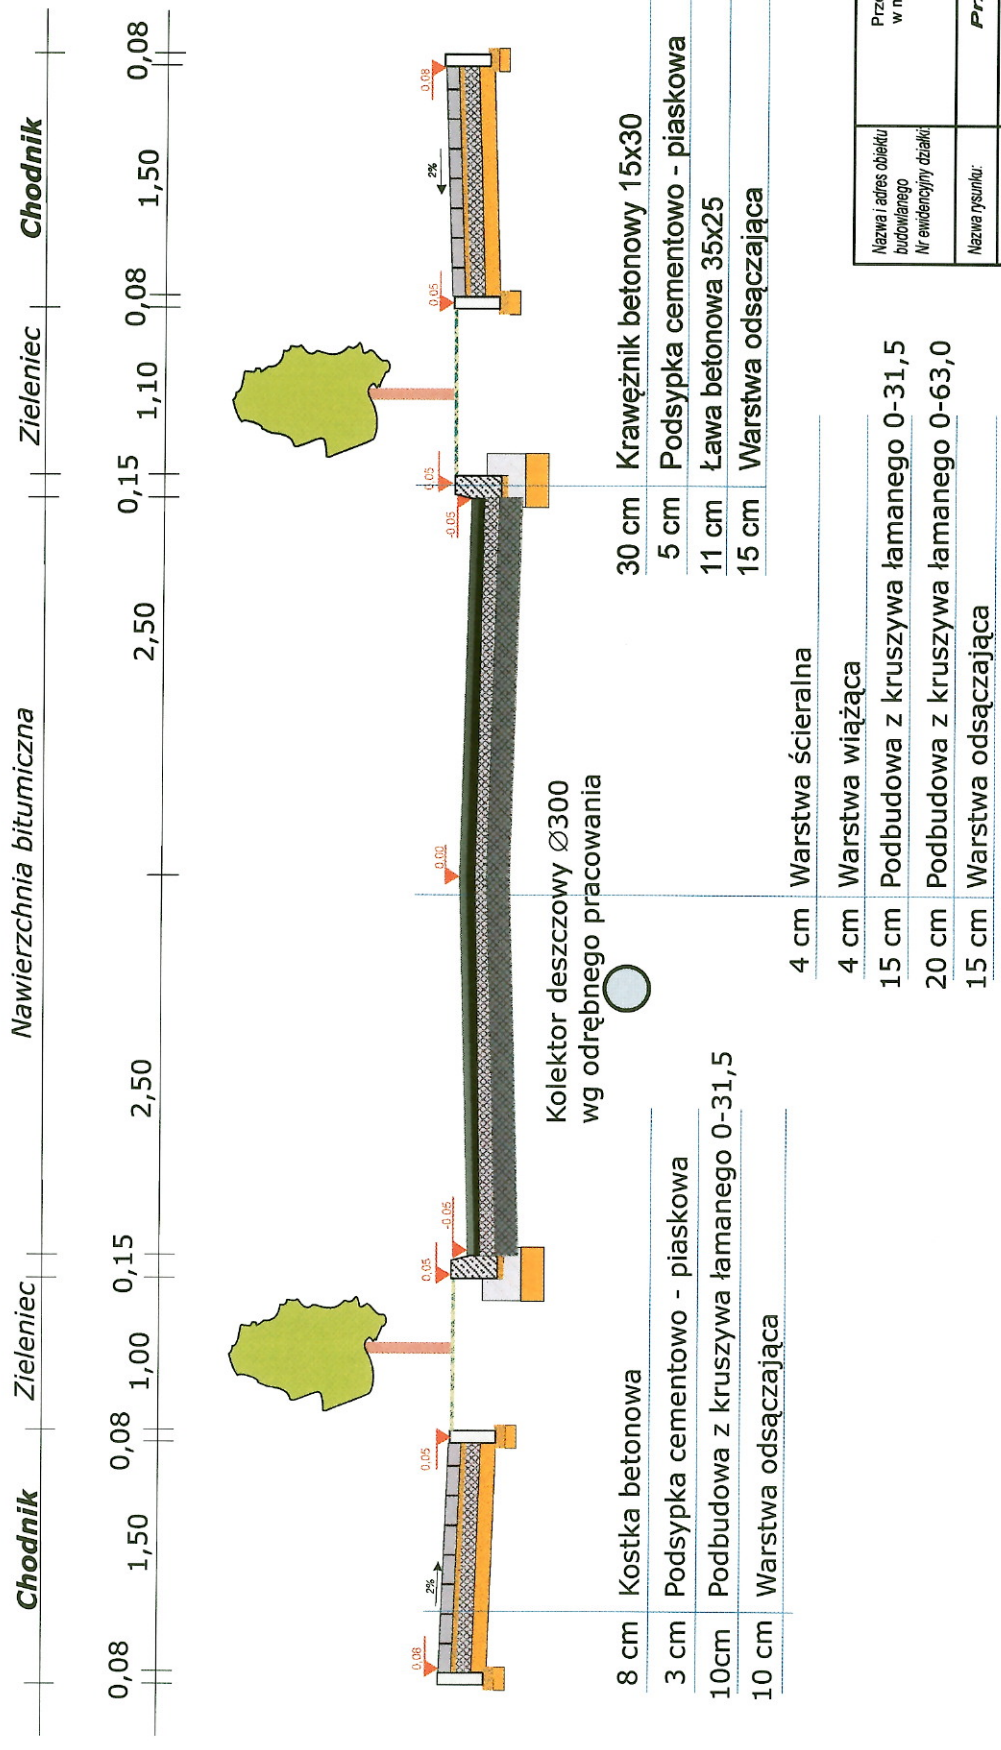 Chodnik
Zieleniec
Nawierzchnia bitumiczna
Zieleniec
Chodnik
0,08
1,50
0,08
1,00
0,15
2,50
2,50
0,15
1,10
0,08
1,50
0,08
0,08
2%
0,05
0,05
-0.05
0,00
-0.05
0,05
0,05
2%
0,08
Kolektor deszczowy Ø300
wg odrębnego pracowania
8 cm Kostka betonowa
3 cm Podsypka cementowo - piaskowa
10cm Podbudowa z kruszywa łamanego 0-31,5
10 cm Warstwa odsączająca
4 cm Warstwa ścieralna
4 cm Warstwa wiążąca
15 cm Podbudowa z kruszywa łamanego 0-31,5
20 cm Podbudowa z kruszywa łamanego 0-63,0
15 cm Warstwa odsączająca
30 cm Krawężnik betonowy 15x30
5 cm Podsypka cementowo - piaskowa
11 cm Ława betonowa 35x25
15 cm Warstwa odsączająca
Nazwa i adres obiektu
budowlanego
Nr ewidencyjny działki:
Nazwa rysunku: